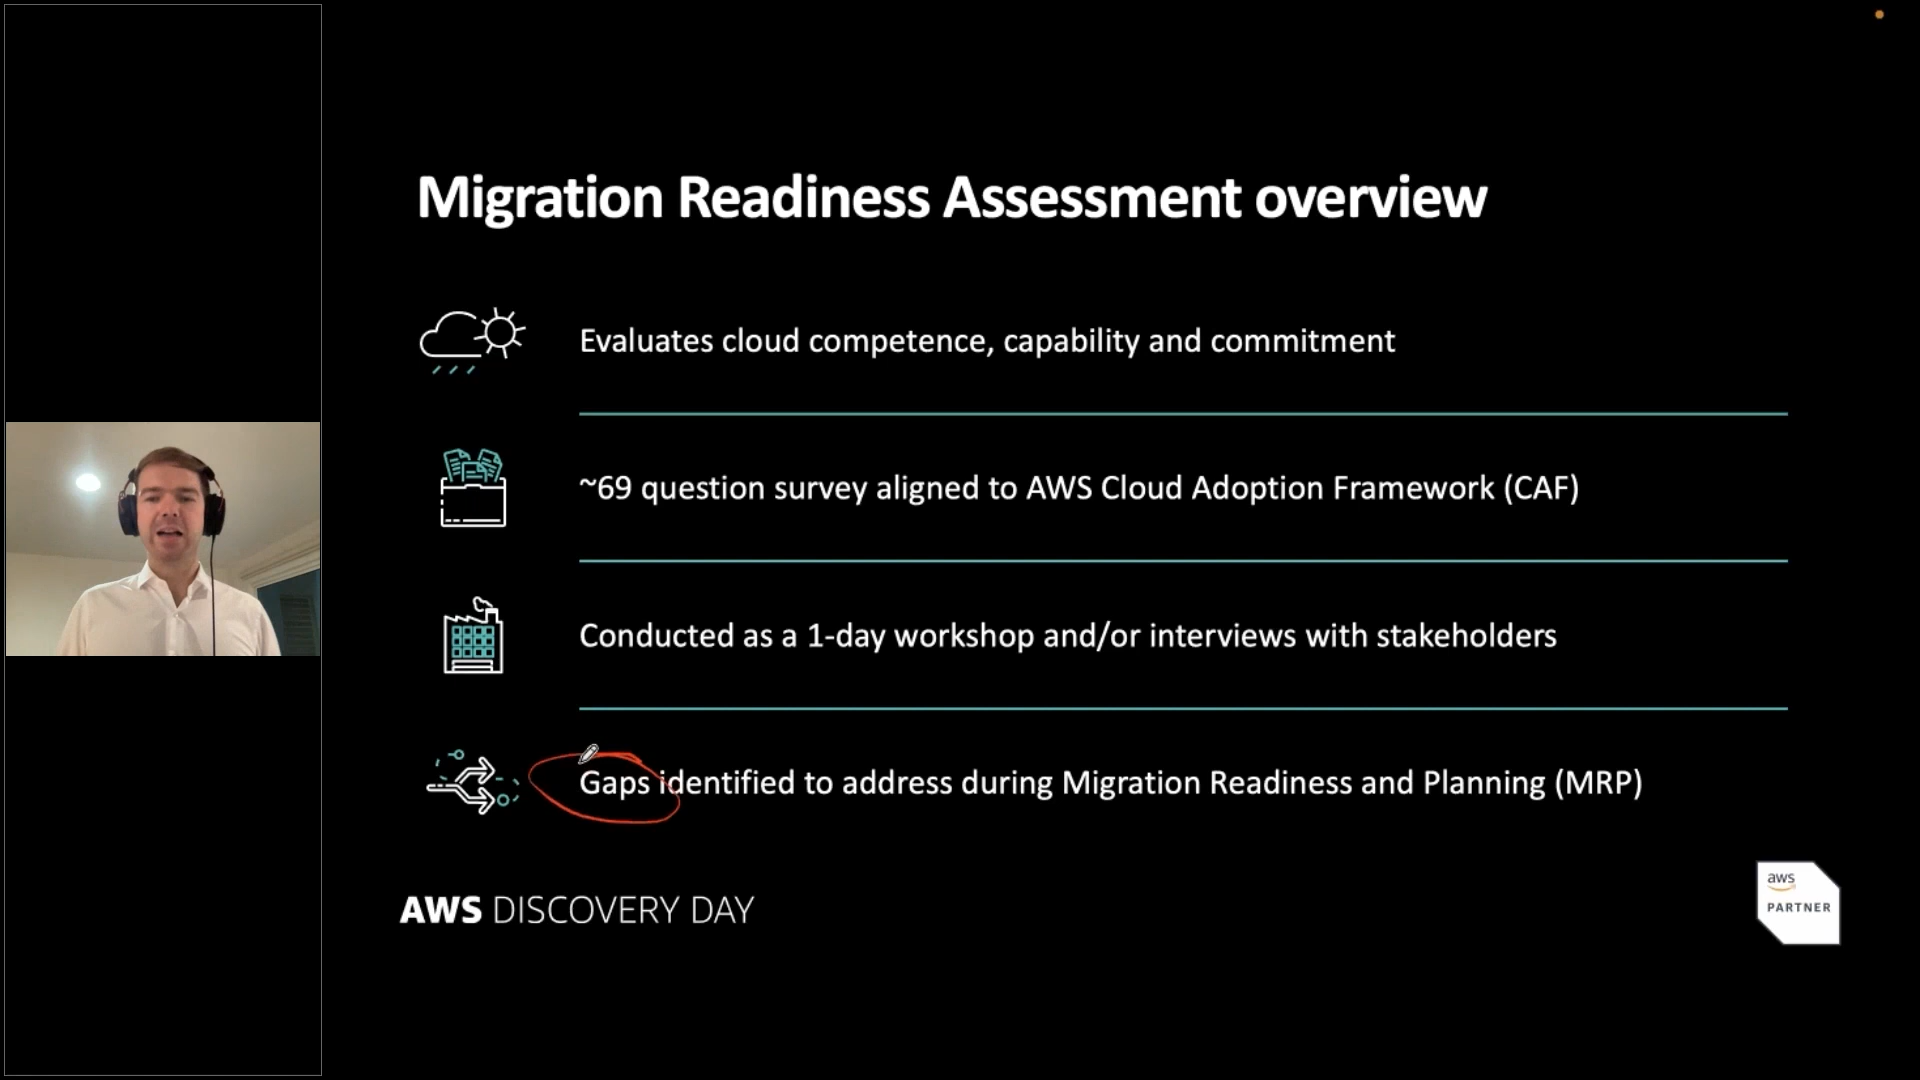 Migration Readiness Assessment overview
Evaluates cloud competence, capability and commitment
~69 question survey aligned to AWS Cloud Adoption Framework (CAF)
Conducted as a 1-day workshop and/or interviews with stakeholders
Gaps identified to address during Migration Readiness and Planning (MRP)
AWS DISCOVERY DAY
aws
PARTNER